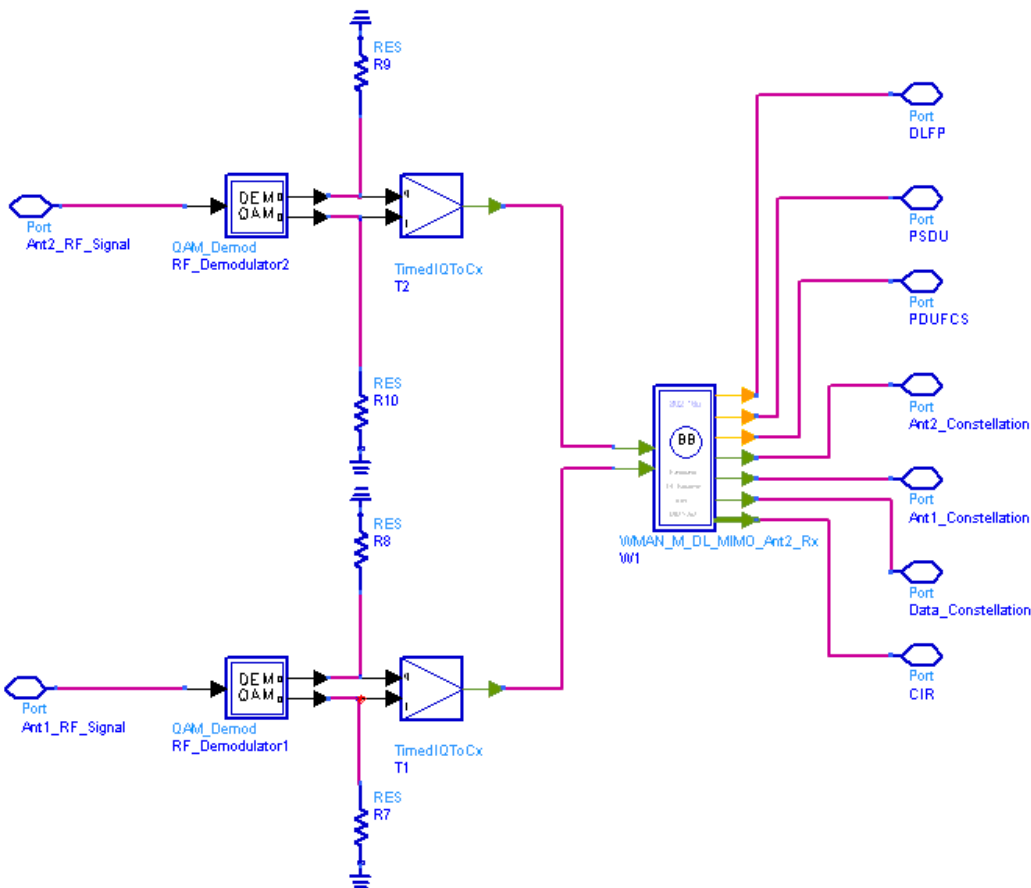 RES
R9
Port
DLFP
DEM
QAM
Port
Ant2_RF_Signal
QAM_Demod
RF_Demodulator2
TimedIQToCx
T2
Port
PSDU
Port
PDUFCS
RES
R10
BB
Port
Ant2_Constellation
RES
R8
WMAN_M_DL_MIMO_Ant2_Rx
W1
Port
Ant1_Constellation
Port
Data_Constellation
DEM
QAM
Port
Ant1_RF_Signal
QAM_Demod
RF_Demodulator1
TimedIQToCx
T1
Port
CIR
RES
R7